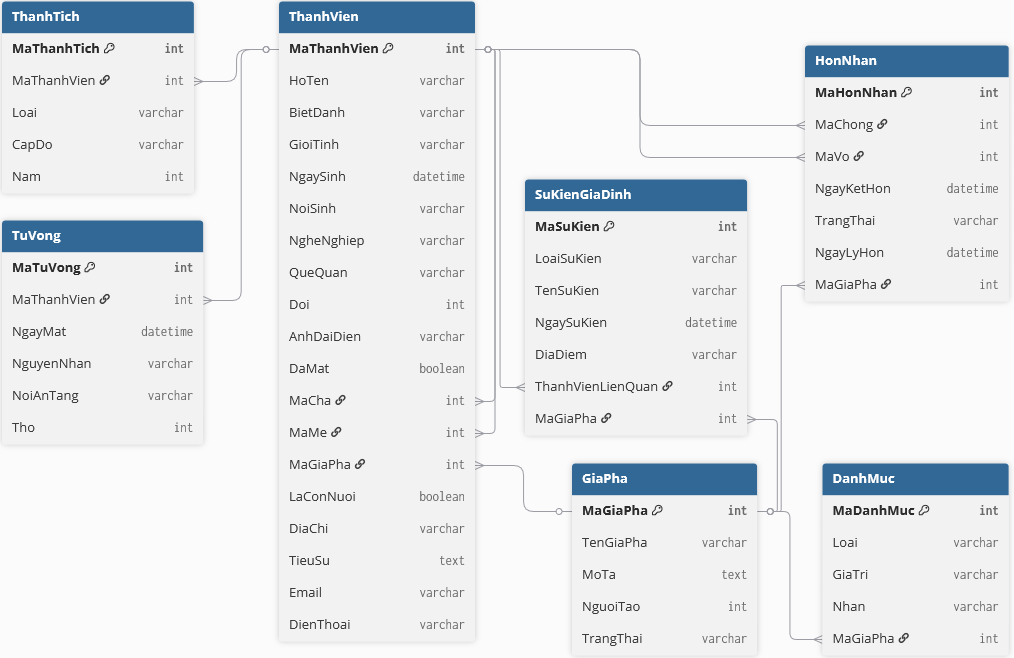 ThanhTich
MaThanhTich int
MaThanhVien int
Loai varchar
CapDo varchar
Nam int
TuVong
MaTuVong int
MaThanhVien int
NgayMat datetime
NguyenNhan varchar
NoiAnTang varchar
Tho int
ThanhVien
MaThanhVien int
HoTen varchar
BietDanh varchar
GioiTinh varchar
NgaySinh datetime
NoiSinh varchar
NgheNghiep varchar
QueQuan varchar
Doi int
AnhDaiDien varchar
DaMat boolean
MaCha int
MaMe int
MaGiaPha int
LaConNuoi boolean
DiaChi varchar
TieuSu text
Email varchar
DienThoai varchar
SuKienGiaDinh
MaSuKien int
LoaiSuKien varchar
TenSuKien varchar
NgaySuKien datetime
DiaDiem varchar
ThanhVienLienQuan int
MaGiaPha int
GiaPha
MaGiaPha int
TenGiaPha varchar
MoTa text
NguoiTao int
TrangThai varchar
HonNhan
MaHonNhan int
MaChong int
MaVo int
NgayKetHon datetime
TrangThai varchar
NgayLyHon datetime
MaGiaPha int
DanhMuc
MaDanhMuc int
Loai varchar
GiaTri varchar
Nhan varchar
MaGiaPha int